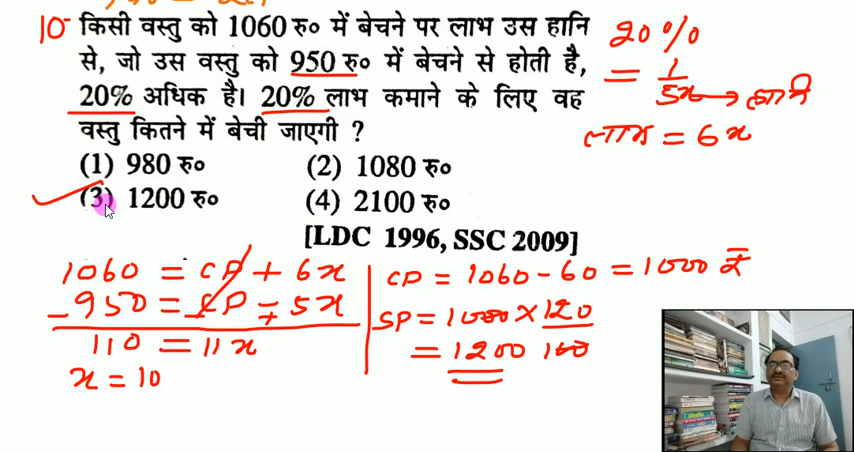 10- किसी वस्तु को 1060 रु० में बेचने पर लाभ उस हानि
से, जो उस वस्तु को 950 रु० में बेचने से होती है,
20% अधिक है। 20% लाभ कमाने के लिए वह
वस्तु कितने में बेची जाएगी ?
(1) 980 रु० (2) 1080 रु०
(3) 1200 रु० (4) 2100 रु०
[LDC 1996, SSC 2009]
20%
= 1/5x → हानि
लाभ = 6x
1060 = CP + 6x
- 950 = CP - 5x
110 = 11x
x = 10
CP = 1060 - 60 = 1000 ₹
SP = 1000 × 120/100
= 1200